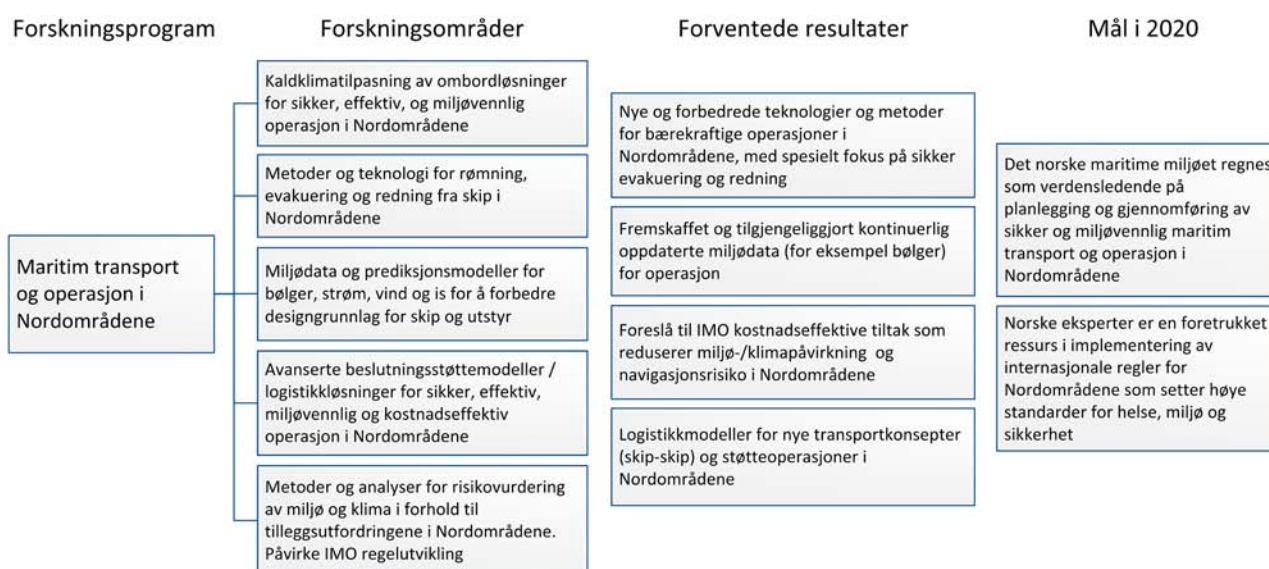 Forskningsprogram
Forskningsområder
Forventede resultater
Mål i 2020
Maritim transport
og operasjon i
Nordområdene
Kaldklimatilpasning av ombordløsninger
for sikker, effektiv, og miljøvennlig
operasjon i Nordområdene
Metoder og teknologi for rømning,
evakuering og redning fra skip i
Nordområdene
Miljødata og prediksjonsmodeller for
bølger, strøm, vind og is for å forbedre
designgrunnlag for skip og utstyr
Avanserte beslutningsstøttemodeller /
logistikkløsninger for sikker, effektiv,
miljøvennlig og kostnadseffektiv
operasjon i Nordområdene
Metoder og analyser for risikovurdering
av miljø og klima i forhold til
tilleggsutfordringene i Nordområdene.
Påvirke IMO regelutvikling
Nye og forbedrede teknologier og metoder
for bærekraftige operasjoner i
Nordområdene, med spesielt fokus på sikker
evakuering og redning
Fremskaffet og tilgjengeliggjort kontinuerlig
oppdaterte miljødata (for eksempel bølger)
for operasjon
Foreslå til IMO kostnadseffektive tiltak som
reduserer miljø-/klimapåvirkning og
navigasjonsrisiko i Nordområdene
Logistikkmodeller for nye transportkonsepter
(skip-skip) og støtteoperasjoner i
Nordområdene
Det norske maritime miljøet regnes
som verdensledende på
planlegging og gjennomføring av
sikker og miljøvennlig maritim
transport og operasjon i
Nordområdene
Norske eksperter er en foretrukket
ressurs i implementering av
internasjonale regler for
Nordområdene som setter høye
standarder for helse, miljø og
sikkerhet